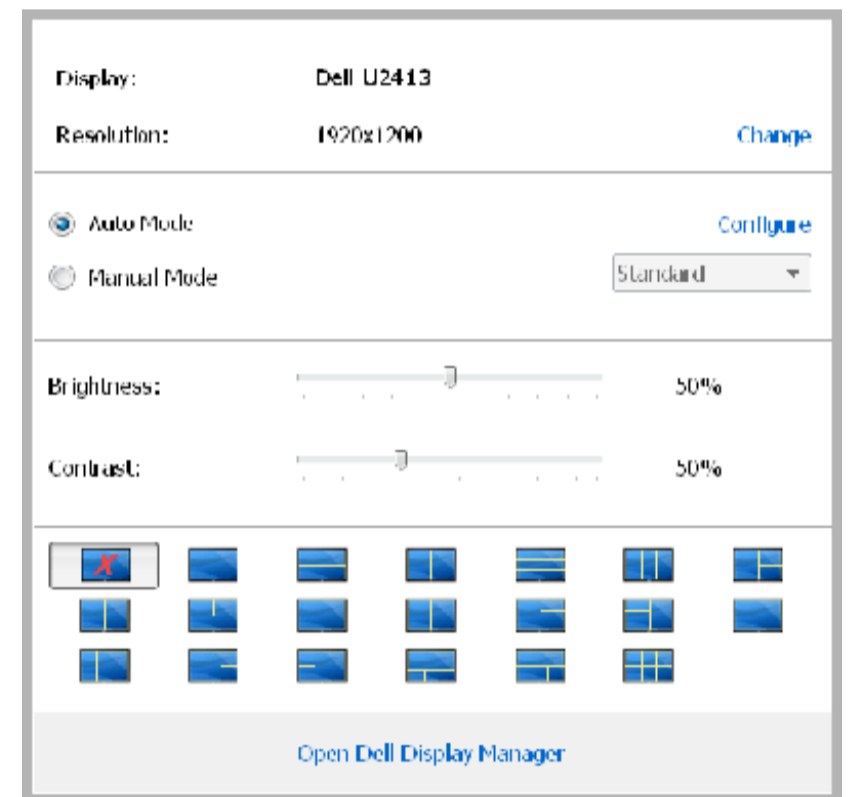 Display: Dell U2413
Resolution: 1920x1200 Change
Auto Mode Configure
Manual Mode Standard
Brightness: 50%
Contrast: 50%
X
Open Dell Display Manager